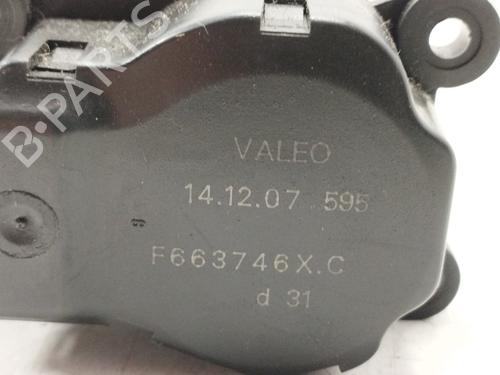 B-PARTS
VALEO
14.12.07 595
F663746X.C
d 31